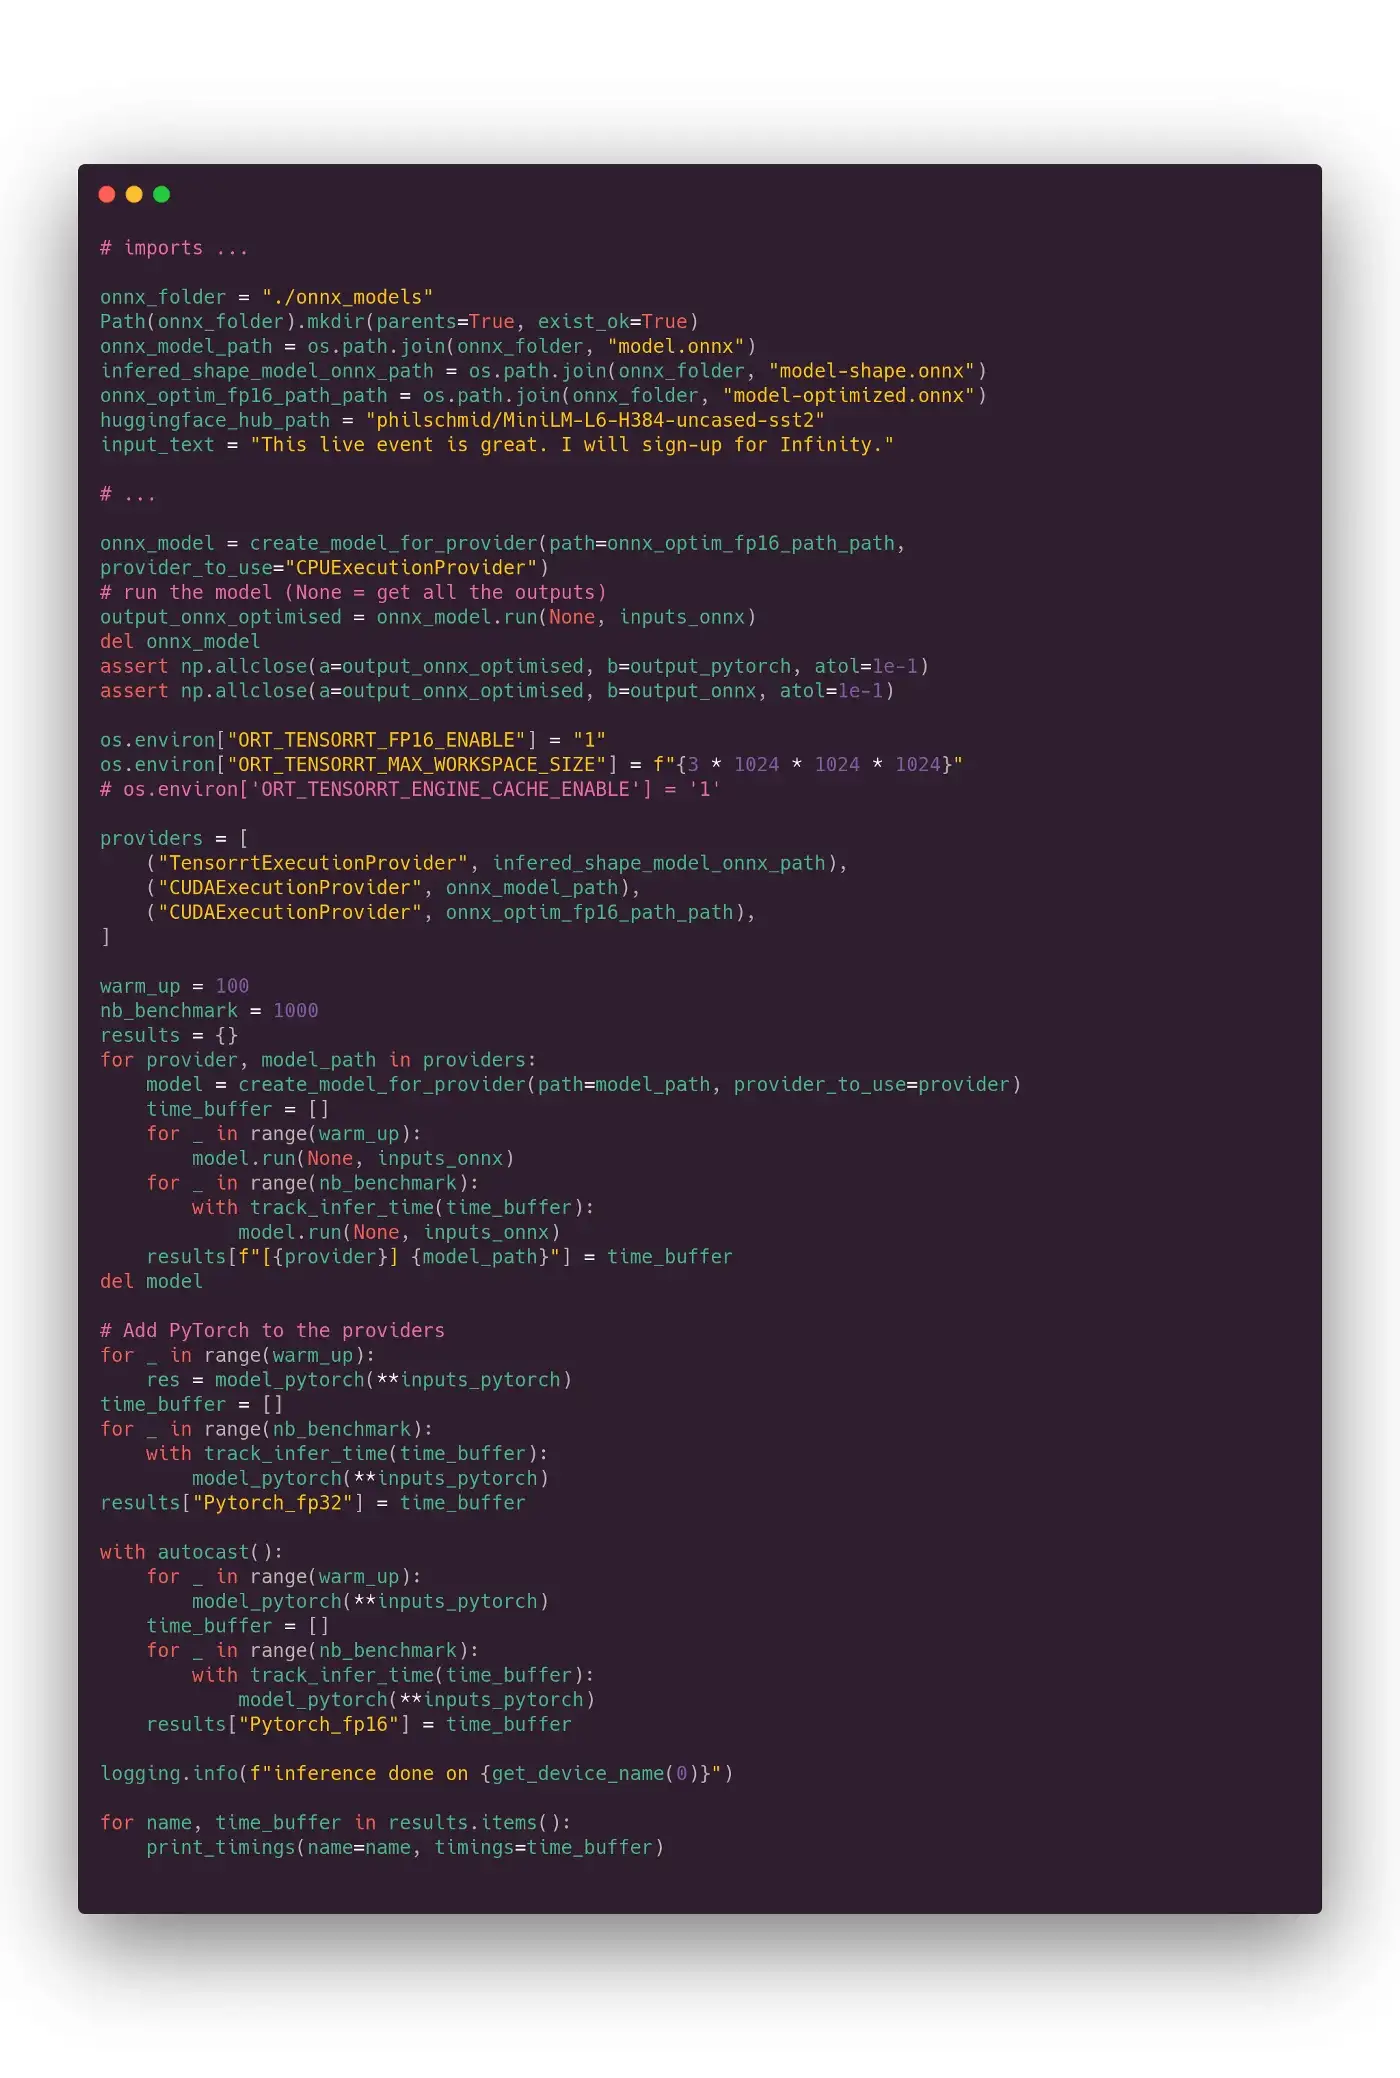 # imports ...

onnx_folder = "./onnx_models"
Path(onnx_folder).mkdir(parents=True, exist_ok=True)
onnx_model_path = os.path.join(onnx_folder, "model.onnx")
infered_shape_model_onnx_path = os.path.join(onnx_folder, "model-shape.onnx")
onnx_optim_fp16_path_path = os.path.join(onnx_folder, "model-optimized.onnx")
huggingface_hub_path = "philschmid/MiniLM-L6-H384-uncased-sst2"
input_text = "This live event is great. I will sign-up for Infinity."

# ...

onnx_model = create_model_for_provider(path=onnx_optim_fp16_path_path,
provider_to_use="CPUExecutionProvider")
# run the model (None = get all the outputs)
output_onnx_optimised = onnx_model.run(None, inputs_onnx)
del onnx_model
assert np.allclose(a=output_onnx_optimised, b=output_pytorch, atol=1e-1)
assert np.allclose(a=output_onnx_optimised, b=output_onnx, atol=1e-1)

os.environ["ORT_TENSORRT_FP16_ENABLE"] = "1"
os.environ["ORT_TENSORRT_MAX_WORKSPACE_SIZE"] = f"{3 * 1024 * 1024 * 1024}"
# os.environ['ORT_TENSORRT_ENGINE_CACHE_ENABLE'] = '1'

providers = [
    ("TensorrtExecutionProvider", infered_shape_model_onnx_path),
    ("CUDAExecutionProvider", onnx_model_path),
    ("CUDAExecutionProvider", onnx_optim_fp16_path_path),
]

warm_up = 100
nb_benchmark = 1000
results = {}
for provider, model_path in providers:
    model = create_model_for_provider(path=model_path, provider_to_use=provider)
    time_buffer = []
    for _ in range(warm_up):
        model.run(None, inputs_onnx)
    for _ in range(nb_benchmark):
        with track_infer_time(time_buffer):
            model.run(None, inputs_onnx)
    results[f"[{provider}] {model_path}"] = time_buffer
del model

# Add PyTorch to the providers
for _ in range(warm_up):
    res = model_pytorch(**inputs_pytorch)
time_buffer = []
for _ in range(nb_benchmark):
    with track_infer_time(time_buffer):
        model_pytorch(**inputs_pytorch)
results["Pytorch_fp32"] = time_buffer

with autocast():
    for _ in range(warm_up):
        model_pytorch(**inputs_pytorch)
    time_buffer = []
    for _ in range(nb_benchmark):
        with track_infer_time(time_buffer):
            model_pytorch(**inputs_pytorch)
    results["Pytorch_fp16"] = time_buffer

logging.info(f"inference done on {get_device_name(0)}")

for name, time_buffer in results.items():
    print_timings(name=name, timings=time_buffer)